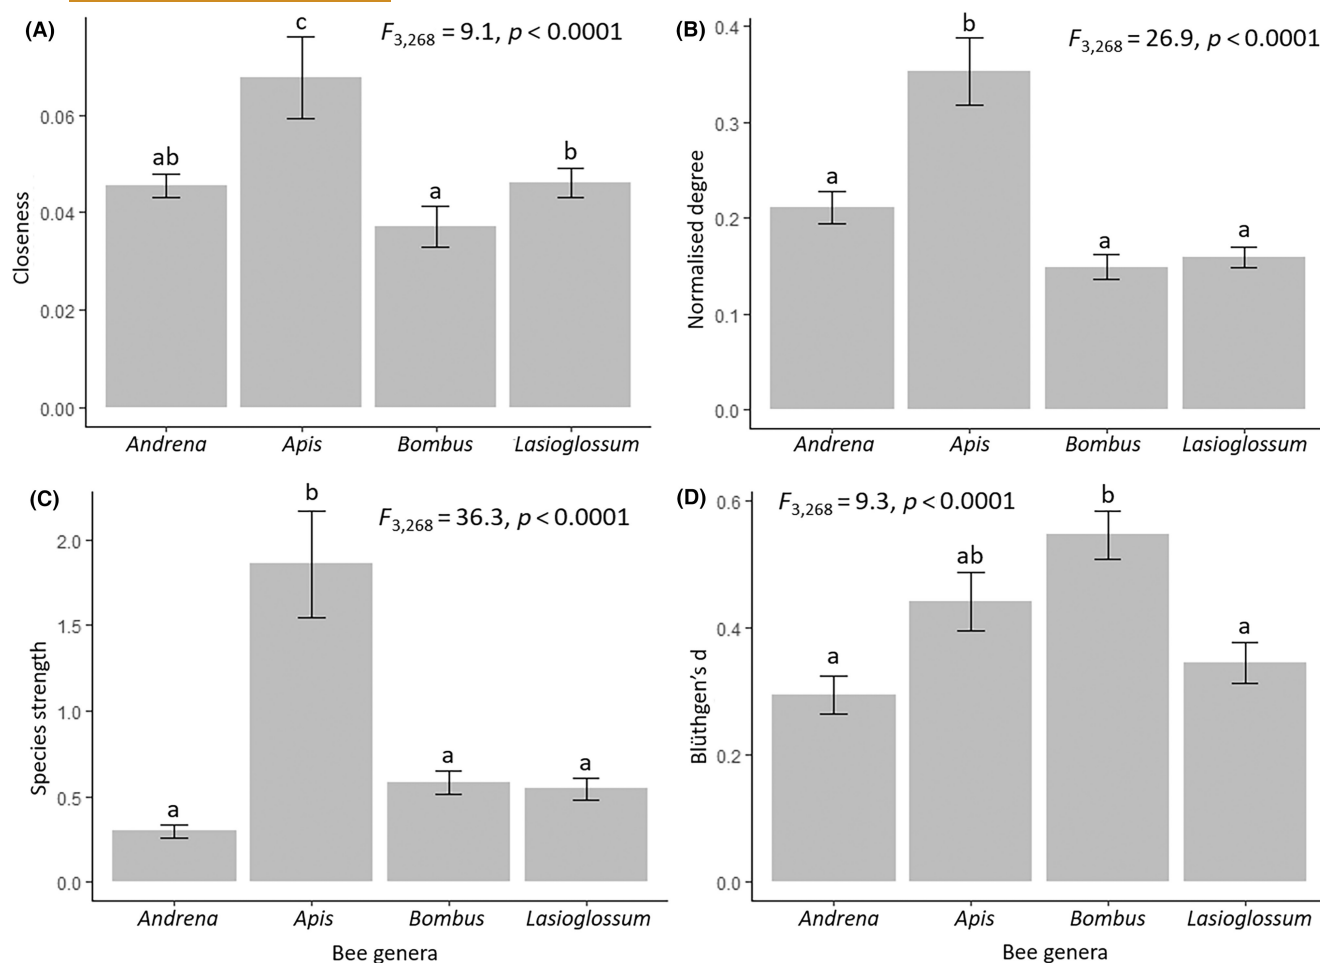 (A)
c
F3,268 = 9.1, p < 0.0001
ab
a
b
0.06
0.04
0.02
0.00
Closeness
Andrena Apis Bombus Lasioglossum
(B)
b
F3,268 = 26.9, p < 0.0001
a
a
a
0.4
0.3
0.2
0.1
0.0
Normalised degree
Andrena Apis Bombus Lasioglossum
(C)
b
F3,268 = 36.3, p < 0.0001
a
a
a
2.0
1.5
1.0
0.5
0.0
Species strength
Andrena Apis Bombus Lasioglossum
Bee genera
(D)
F3,268 = 9.3, p < 0.0001
b
ab
a
a
0.6
0.4
0.2
0.0
Blüthgen's d
Andrena Apis Bombus Lasioglossum
Bee genera